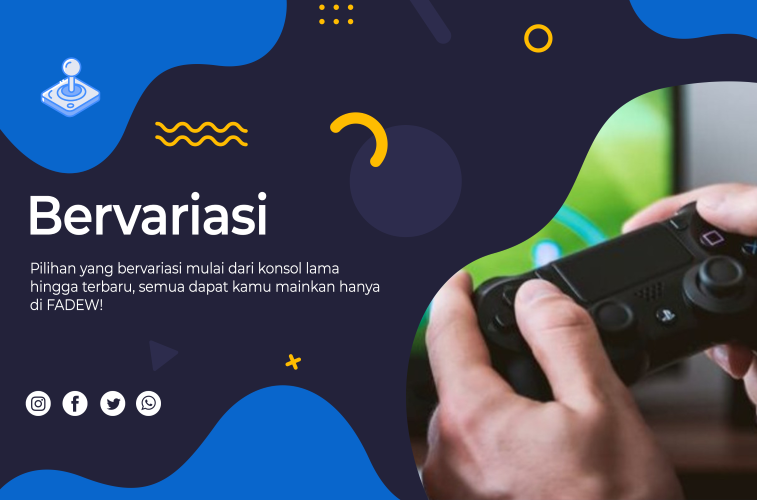 Bervariasi
Pilihan yang bervariasi mulai dari konsol lama
hingga terbaru, semua dapat kamu mainkan hanya
di FADEW!